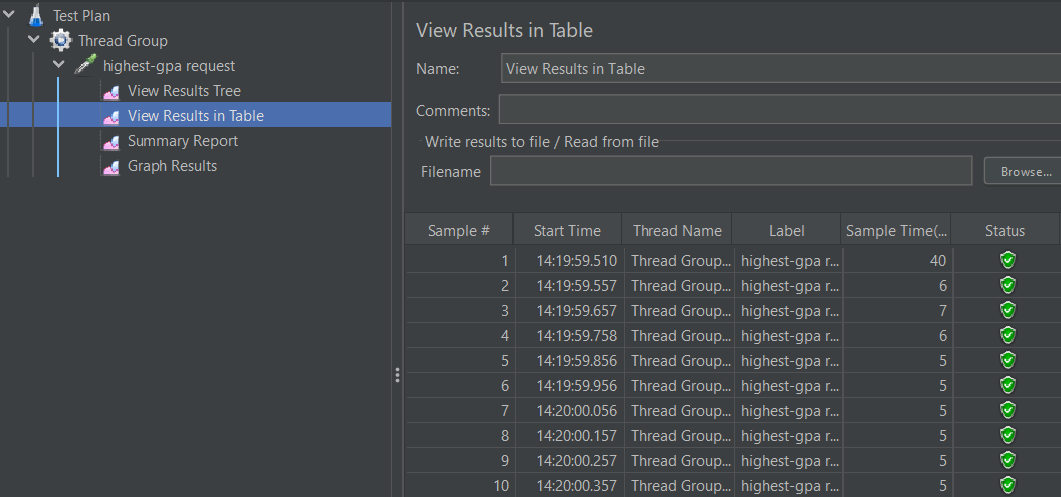 Test Plan
Thread Group
highest-gpa request
View Results Tree
View Results in Table
Summary Report
Graph Results
View Results in Table
Name: View Results in Table
Comments:
Write results to file / Read from file
Filename Browse...
Sample # Start Time Thread Name Label Sample Time(... Status
1 14:19:59.510 Thread Group... highest-gpa r... 40
2 14:19:59.557 Thread Group... highest-gpa r... 6
3 14:19:59.657 Thread Group... highest-gpa r... 7
4 14:19:59.758 Thread Group... highest-gpa r... 6
5 14:19:59.856 Thread Group... highest-gpa r... 5
6 14:19:59.956 Thread Group... highest-gpa r... 5
7 14:20:00.056 Thread Group... highest-gpa r... 5
8 14:20:00.157 Thread Group... highest-gpa r... 5
9 14:20:00.257 Thread Group... highest-gpa r... 5
10 14:20:00.357 Thread Group... highest-gpa r... 5